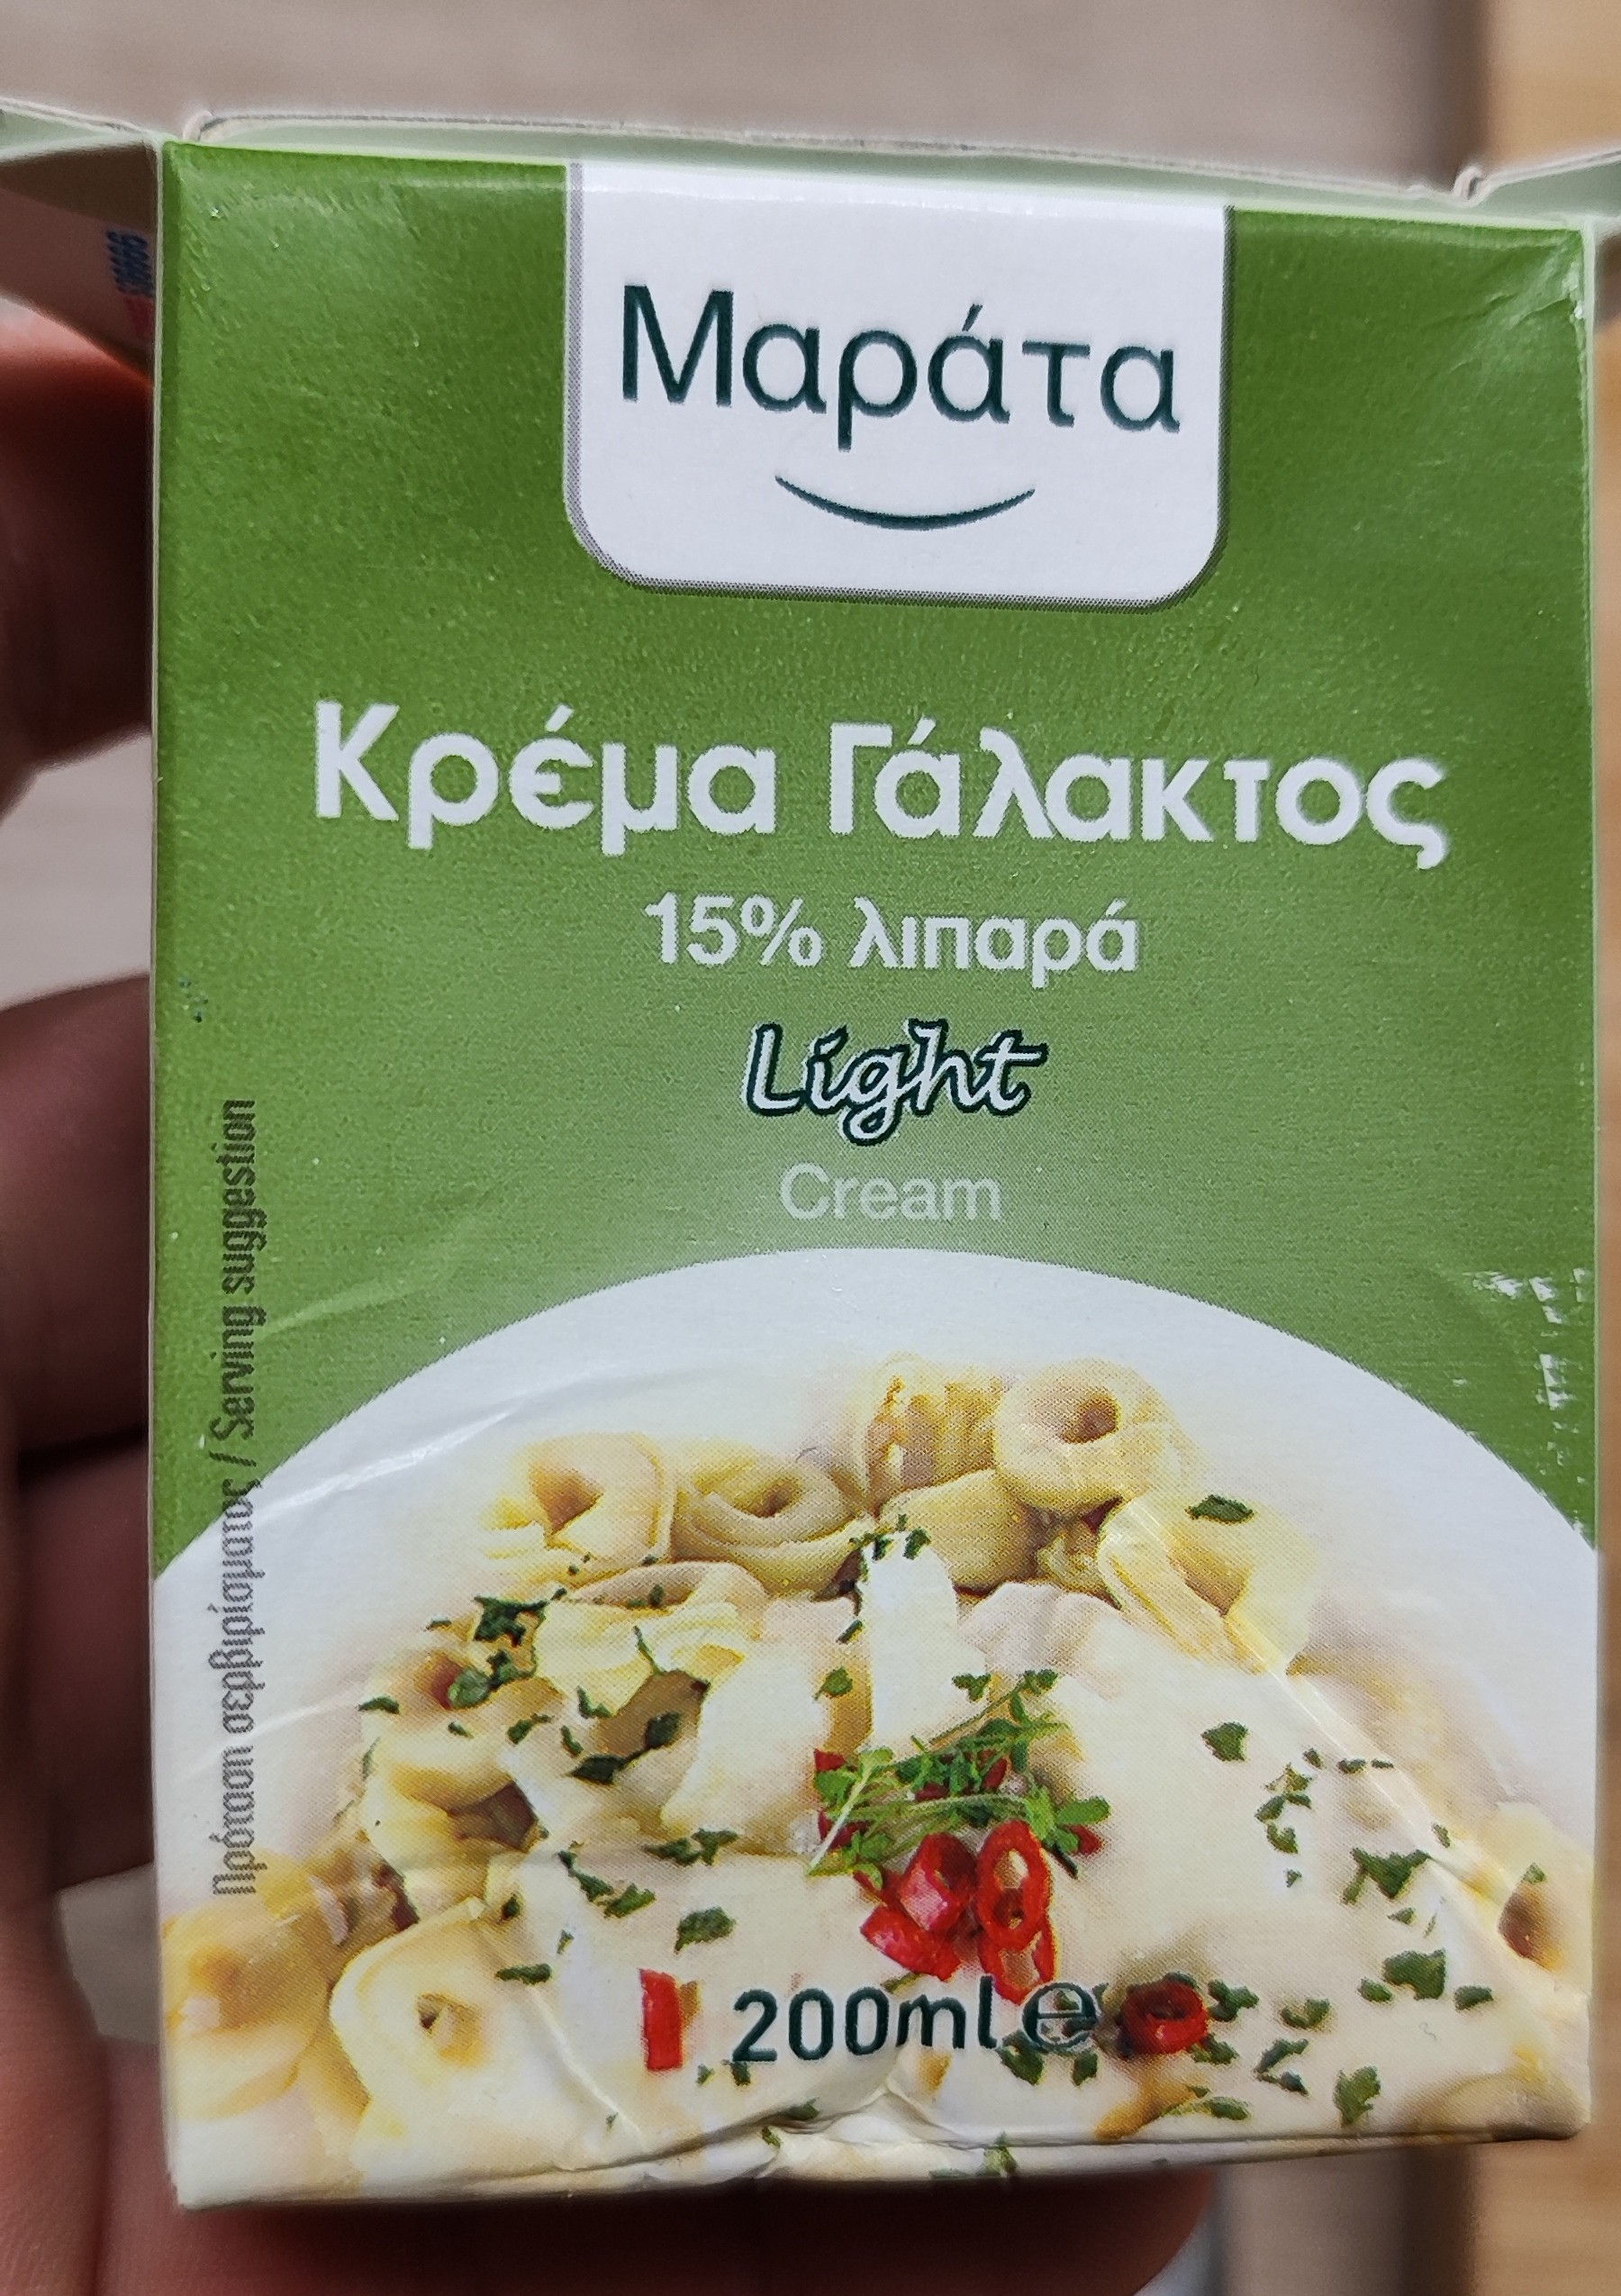 Μαράτα
Κρέμα Γάλακτος
15% λιπαρά
Light
Cream
Πρόταση σερβιρίσματος / Serving suggestion
200ml ℮